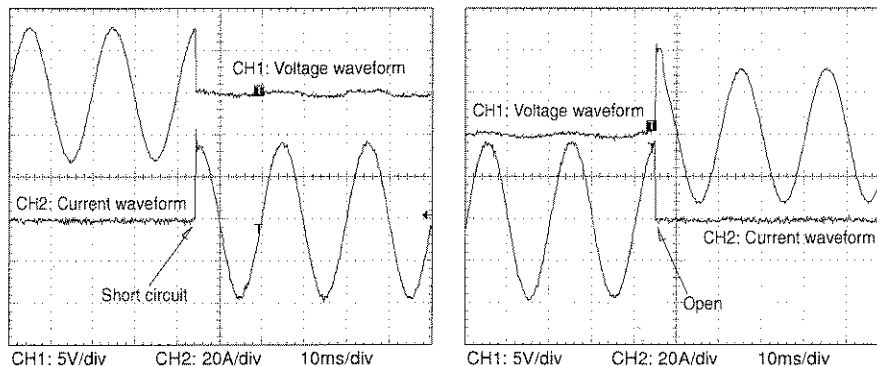 CH1: Voltage waveform
CHi2: Current waveform
T
Short circuit
CH1: 5V/div CH2: 20A/div 10ms/div
CH1: Voltage waveform
CH2: Current waveform
Open
CH1: 5V/div CH2: 20A/div 10ms/div